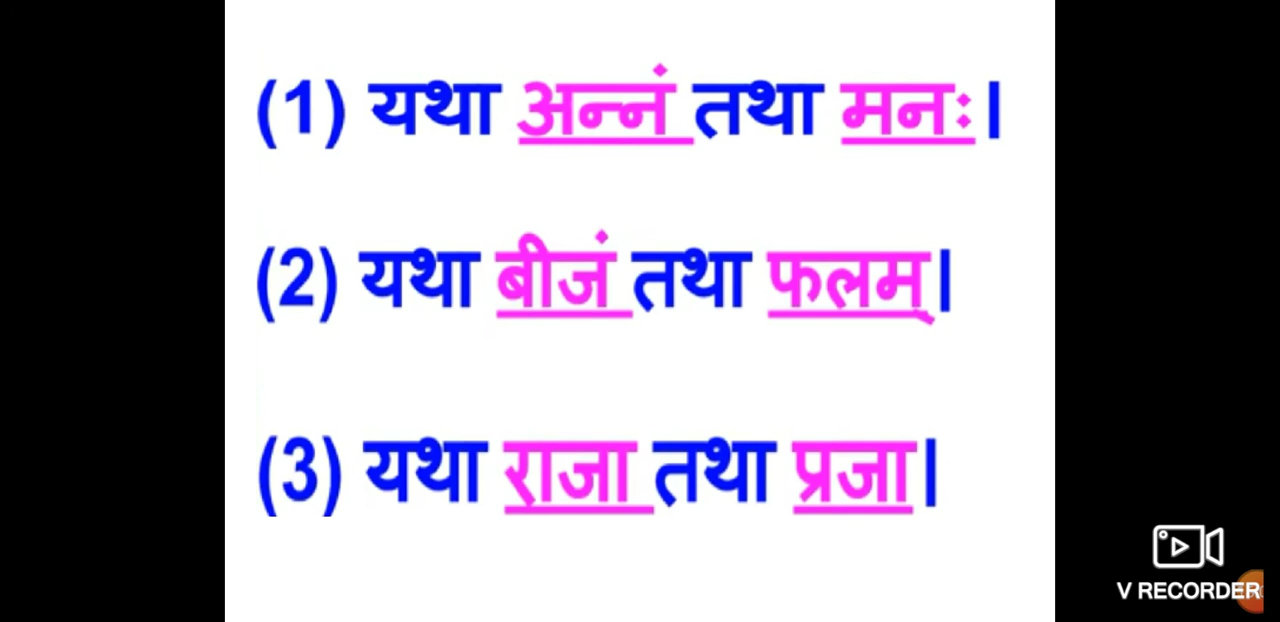 (1) यथा अन्नं तथा मनः।
(2) यथा बीजं तथा फलम्।
(3) यथा राजा तथा प्रजा।
V RECORDER